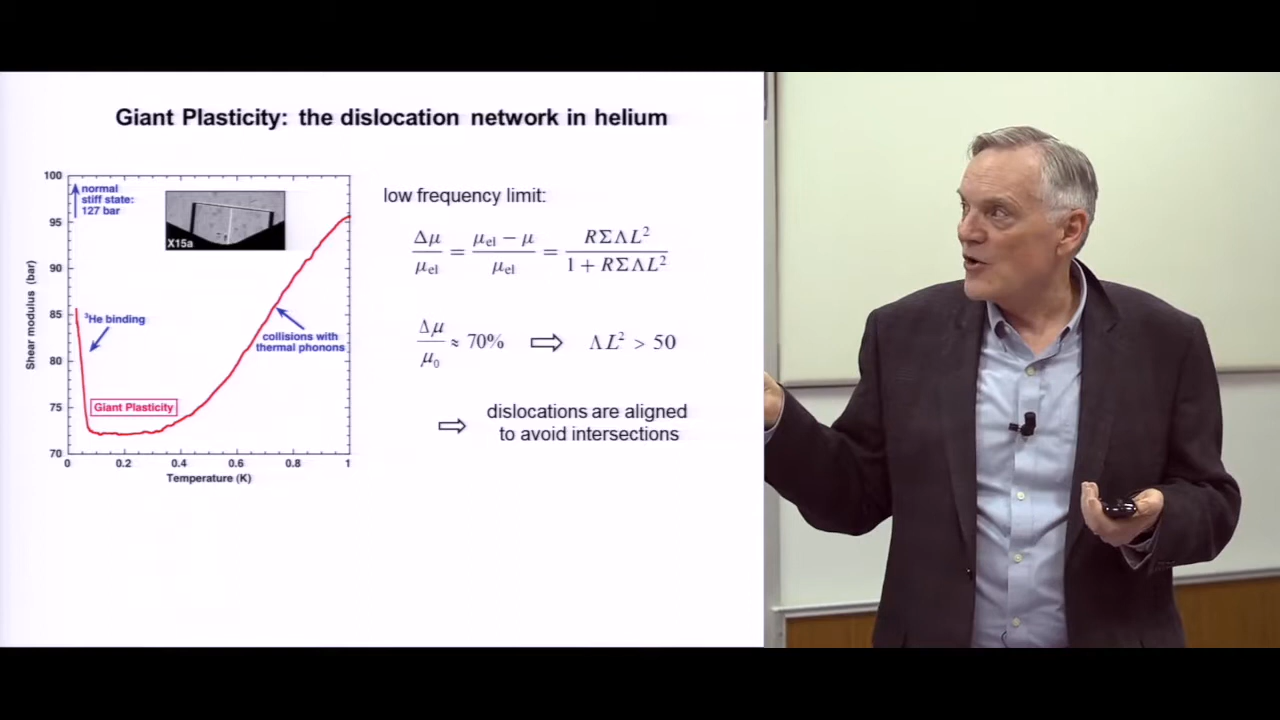 Giant Plasticity: the dislocation network in helium
100
95
90
85
80
75
70
Shear modulus (bar)
normal
stiff state:
127 bar
X15a
³He binding
collisions with
thermal phonons
Giant Plasticity
0
0.2
0.4
0.6
0.8
1
Temperature (K)
low frequency limit:
Δμ/μel = (μel − μ)/μel = RΣΛL²/(1 + RΣΛL²)
Δμ/μ0 ≈ 70% ⇨ ΛL² > 50
⇨ dislocations are aligned
to avoid intersections